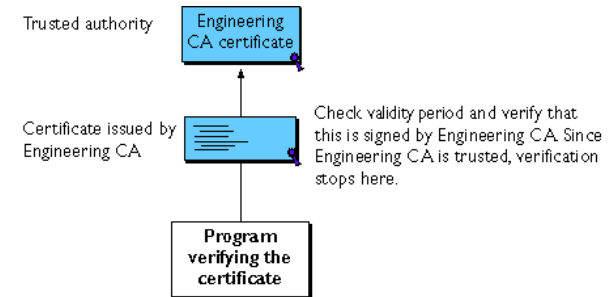 Trusted authority
Engineering
CA certificate
Certificate issued by
Engineering CA
Check validity period and verify that
this is signed by Engineering CA. Since
Engineering CA is trusted, verification
stops here.
Program
verifying the
certificate